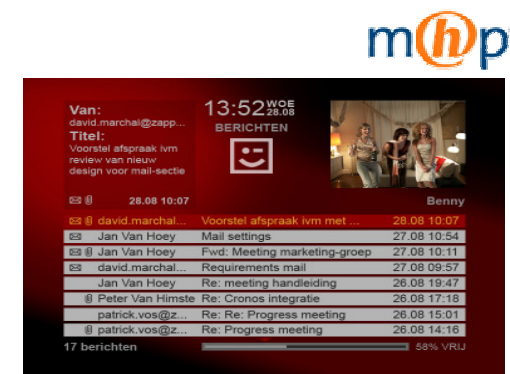 mhp
Van:
david.marchal@zapp...
Titel:
Voorstel afspraak ivm
review van nieuw
design voor mail-sectie
13:52 WOE 28.08
BERICHTEN
28.08 10:07 Benny
david.marchal... Voorstel afspraak ivm met ... 28.08 10:07
Jan Van Hoey Mail settings 27.08 10:54
Jan Van Hoey Fwd: Meeting marketing-groep 27.08 10:11
david.marchal... Requirements mail 27.08 09:57
Jan Van Hoey Re: meeting handleiding 26.08 19:47
Peter Van Himste Re: Cronos integratie 26.08 17:18
patrick.vos@z... Re: Re: Progress meeting 26.08 15:01
patrick.vos@z... Re: Progress meeting 26.08 14:16
17 berichten 58% VRIJ